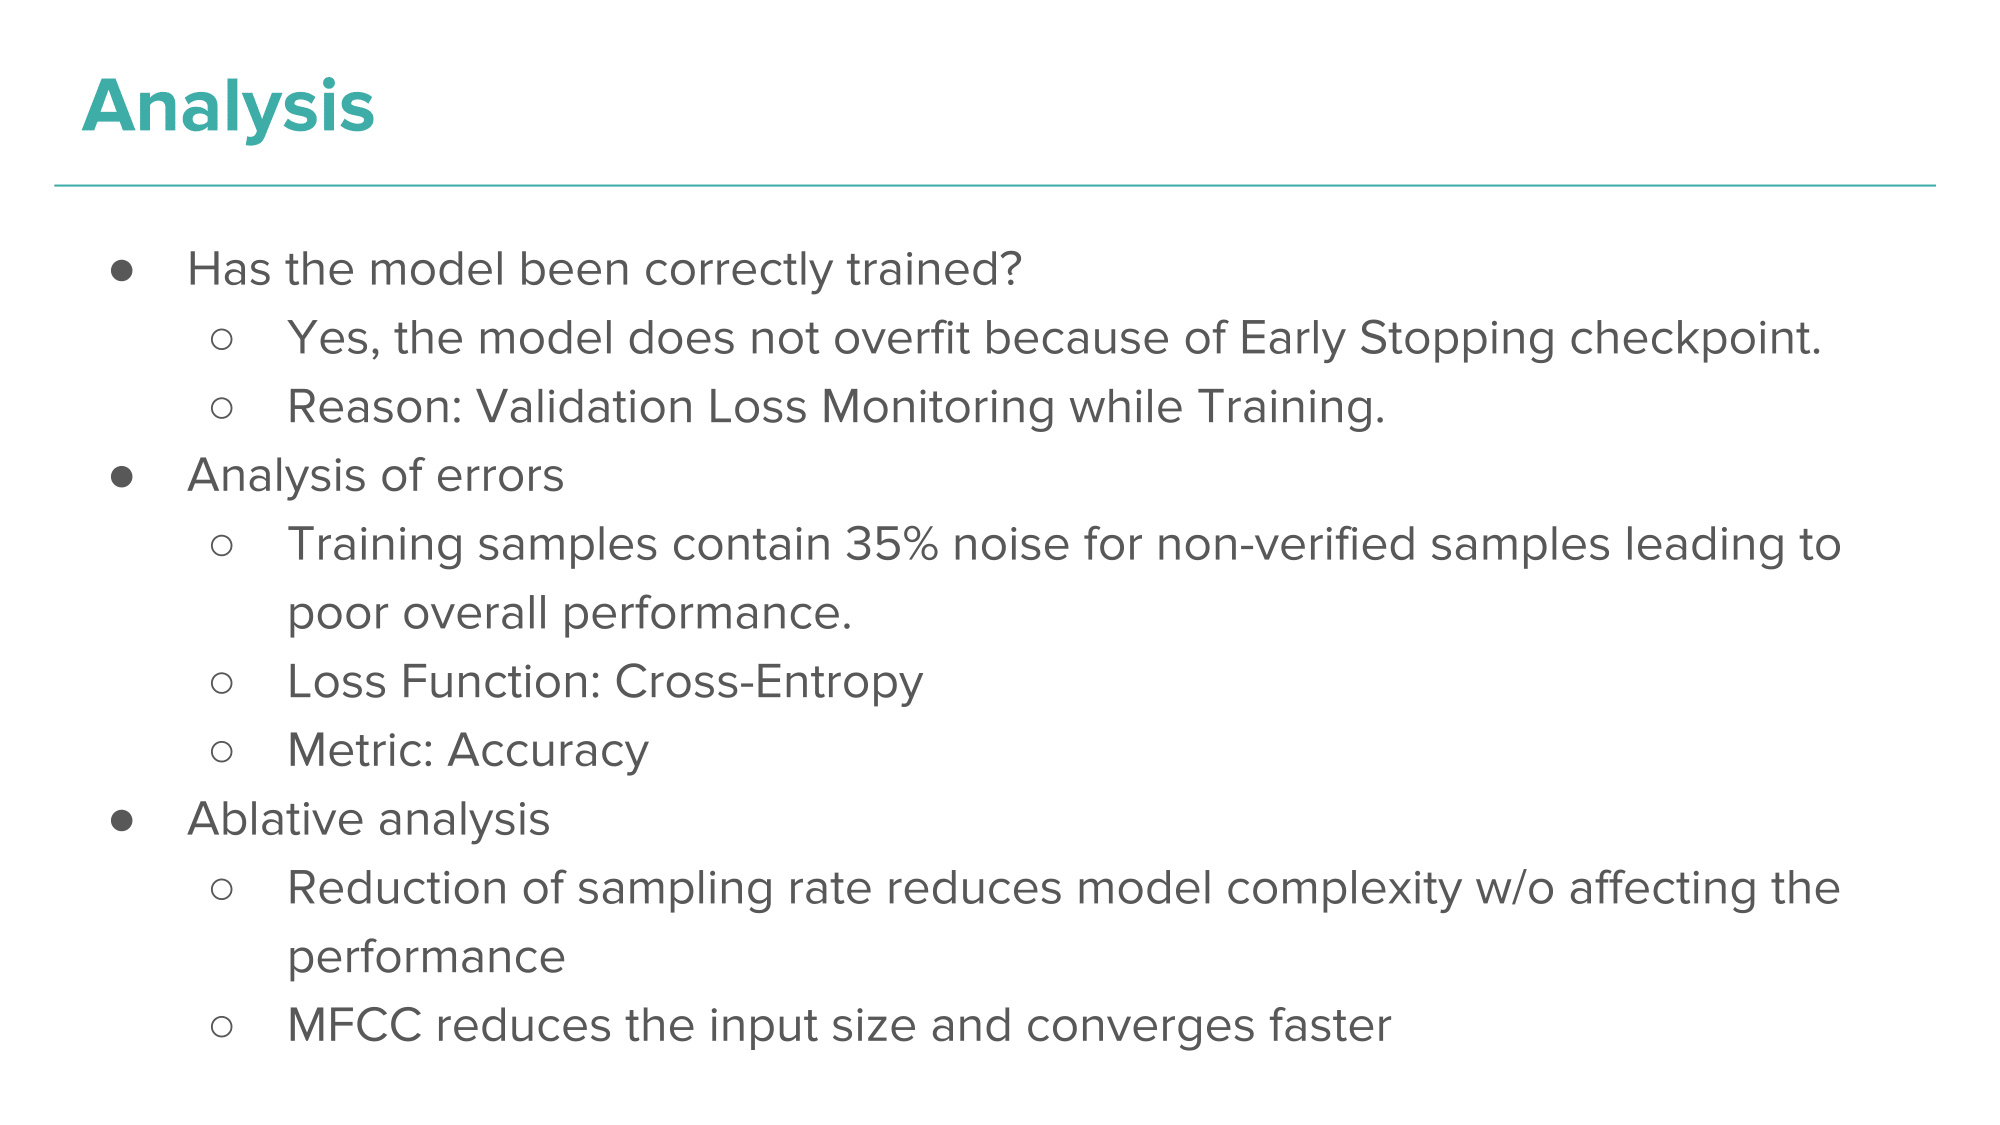 Analysis
● Has the model been correctly trained?
○ Yes, the model does not overfit because of Early Stopping checkpoint.
○ Reason: Validation Loss Monitoring while Training.
● Analysis of errors
○ Training samples contain 35% noise for non-verified samples leading to
poor overall performance.
○ Loss Function: Cross-Entropy
○ Metric: Accuracy
● Ablative analysis
○ Reduction of sampling rate reduces model complexity w/o affecting the
performance
○ MFCC reduces the input size and converges faster